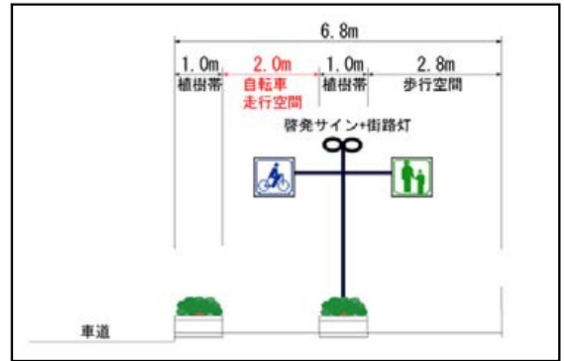 6.8m
1.0m 2.0m 1.0m 2.8m
植樹帯 自転車 植樹帯 歩行空間
走行空間
啓発サイン+街路灯
車道